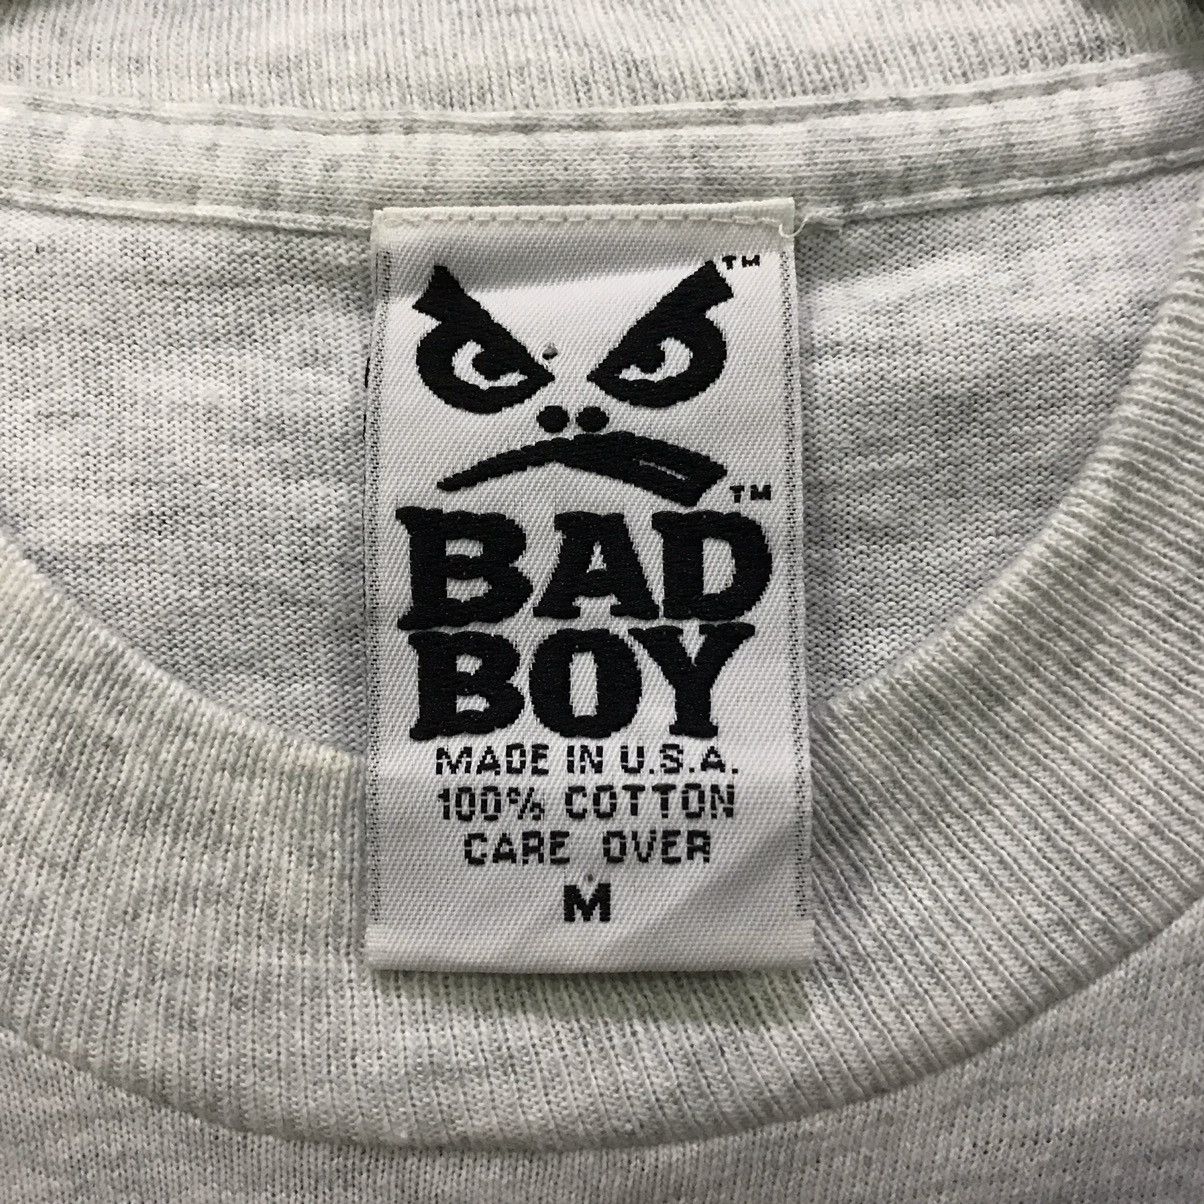 ™
™
BAD
BOY
MADE IN U.S.A.
100% COTTON
CARE OVER
M